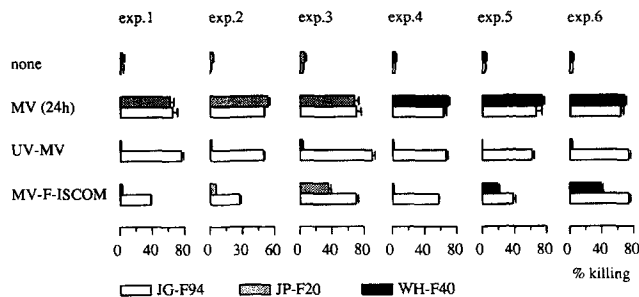 exp.1 exp.2 exp.3 exp.4 exp.5 exp.6
none
MV (24h)
UV-MV
MV-F-ISCOM
0 40 80 0 30 60 0 40 80 0 40 80 0 40 80 0 40 80
% killing
JG-F94 JP-F20 WH-F40